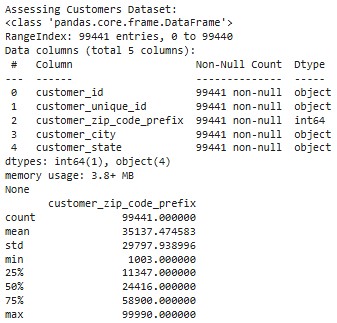 Assessing Customers Dataset:
<class 'pandas.core.frame.DataFrame'>
RangeIndex: 99441 entries, 0 to 99440
Data columns (total 5 columns):
 #   Column                    Non-Null Count  Dtype
---  ------                    --------------  -----
 0   customer_id               99441 non-null  object
 1   customer_unique_id        99441 non-null  object
 2   customer_zip_code_prefix  99441 non-null  int64
 3   customer_city             99441 non-null  object
 4   customer_state            99441 non-null  object
dtypes: int64(1), object(4)
memory usage: 3.8+ MB
None
       customer_zip_code_prefix
count              99441.000000
mean               35137.474583
std                29797.938996
min                 1003.000000
25%                11347.000000
50%                24416.000000
75%                58900.000000
max                99990.000000